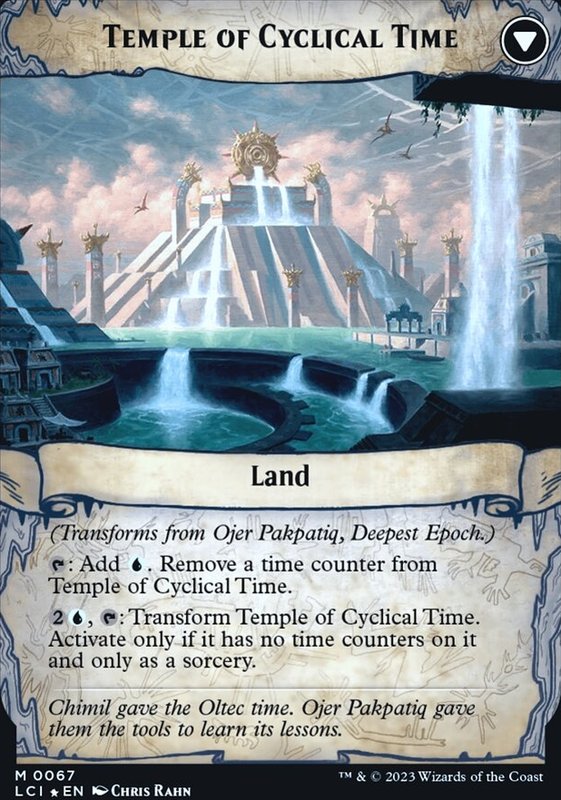 Temple of Cyclical Time
Land
(Transforms from Ojer Pakpatiq, Deepest Epoch.)
: Add . Remove a time counter from
Temple of Cyclical Time.
2, : Transform Temple of Cyclical Time.
Activate only if it has no time counters on it
and only as a sorcery.
Chimil gave the Oltec time. Ojer Pakpatiq gave
them the tools to learn its lessons.
M 0067
LCI ★ EN Chris Rahn
™ & © 2023 Wizards of the Coast